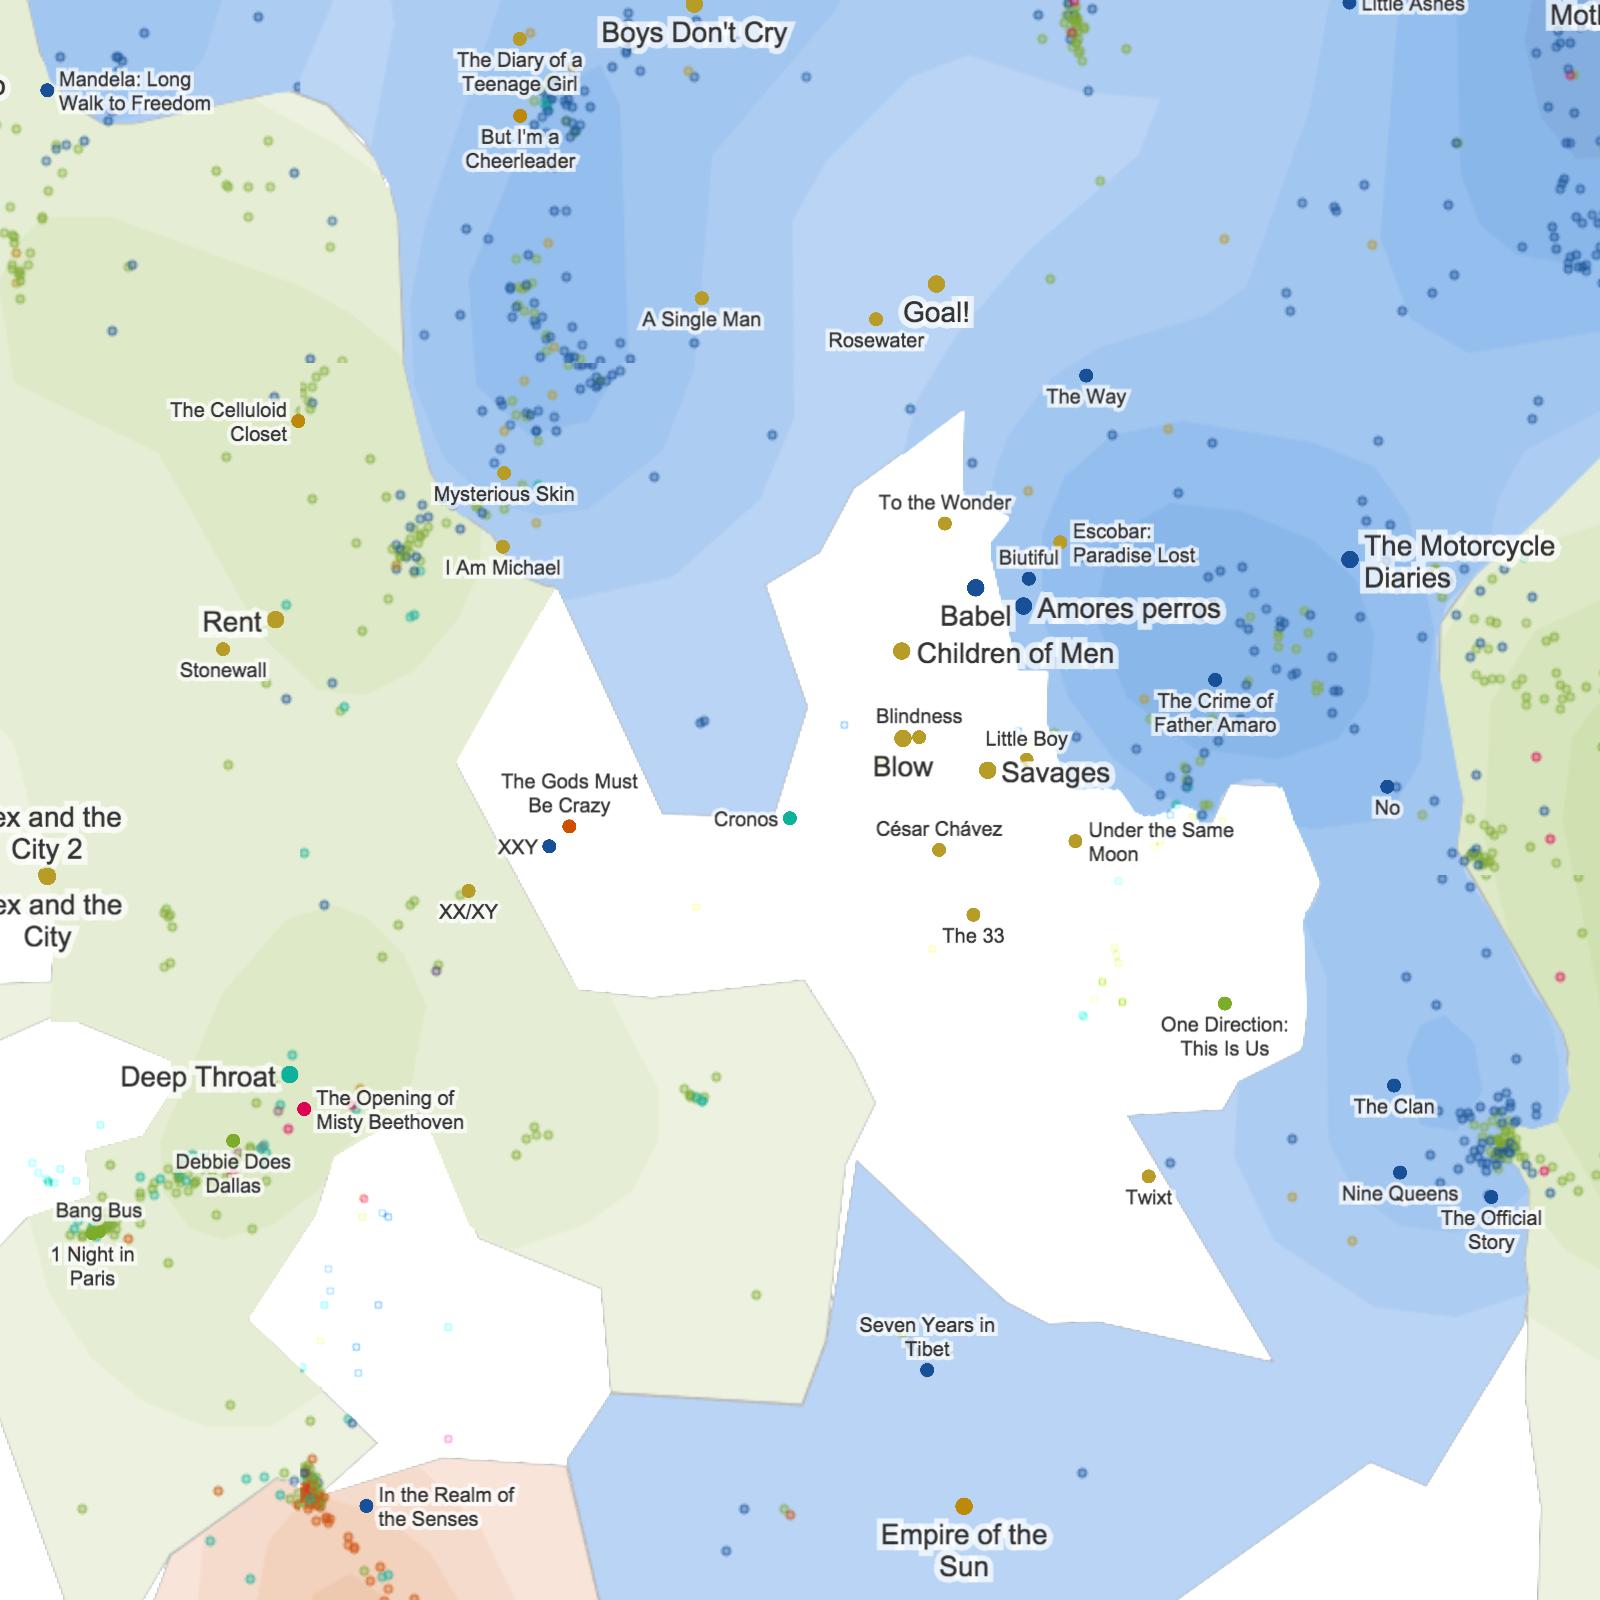 Boys Don't Cry
Little Ashes
The Diary of a
Teenage Girl
Mandela: Long
Walk to Freedom
But I'm a
Cheerleader
Goal!
A Single Man
Rosewater
The Way
The Celluloid
Closet
Mysterious Skin
To the Wonder
Escobar:
Paradise Lost
The Motorcycle
Diaries
Biutiful
I Am Michael
Babel
Amores perros
Rent
Stonewall
Children of Men
The Crime of
Father Amaro
Blindness
Little Boy
Blow
Savages
The Gods Must
Be Crazy
No
ex and the
City 2
Cronos
César Chávez
Under the Same
Moon
XXY
ex and the
City
XX/XY
The 33
One Direction:
This Is Us
Deep Throat
The Opening of
Misty Beethoven
The Clan
Debbie Does
Dallas
Twixt
Nine Queens
Bang Bus
The Official
Story
1 Night in
Paris
Seven Years in
Tibet
In the Realm of
the Senses
Empire of the
Sun